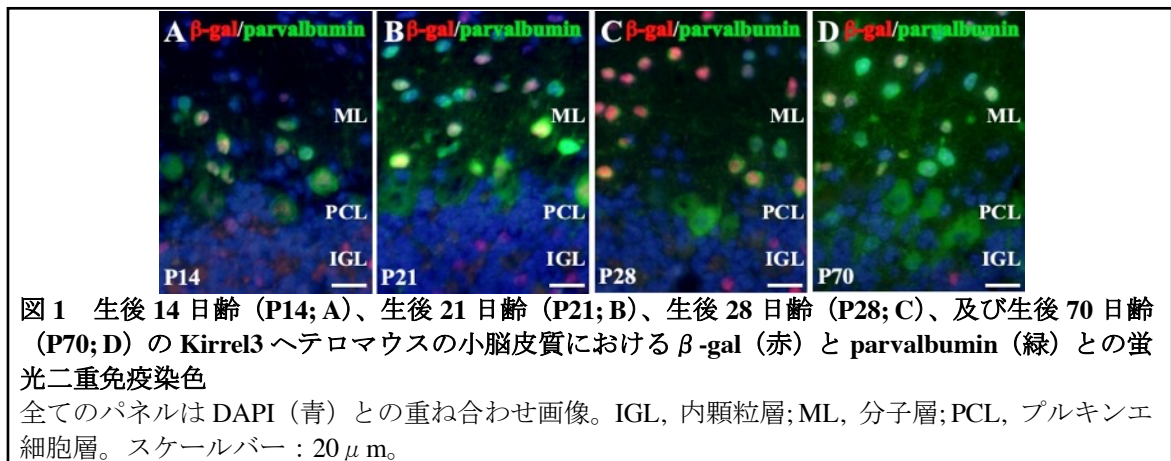 A β-gal/parvalbumin
B β-gal/parvalbumin
C β-gal/parvalbumin
D β-gal/parvalbumin
ML
ML
ML
ML
PCL
PCL
PCL
PCL
IGL
IGL
IGL
IGL
P14
P21
P28
P70
図 1 生後 14 日齢（P14; A）、生後 21 日齢（P21; B）、生後 28 日齢（P28; C）、及び生後 70 日齢
（P70; D）の Kirrel3 ヘテロマウスの小脳皮質におけるβ-gal（赤）と parvalbumin（緑）との蛍
光二重免疫染色
全てのパネルは DAPI（青）との重ね合わせ画像。IGL, 内顆粒層; ML, 分子層; PCL, プルキンエ
細胞層。スケールバー：20μm。